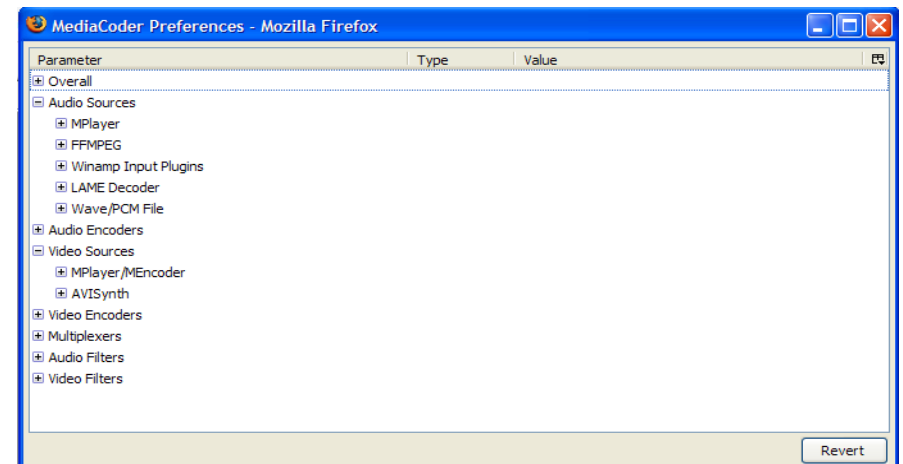 MediaCoder Preferences - Mozilla Firefox
Parameter Type Value
Overall
Audio Sources
MPlayer
FFMPEG
Winamp Input Plugins
LAME Decoder
Wave/PCM File
Audio Encoders
Video Sources
MPlayer/MEncoder
AVISynth
Video Encoders
Multiplexers
Audio Filters
Video Filters
Revert